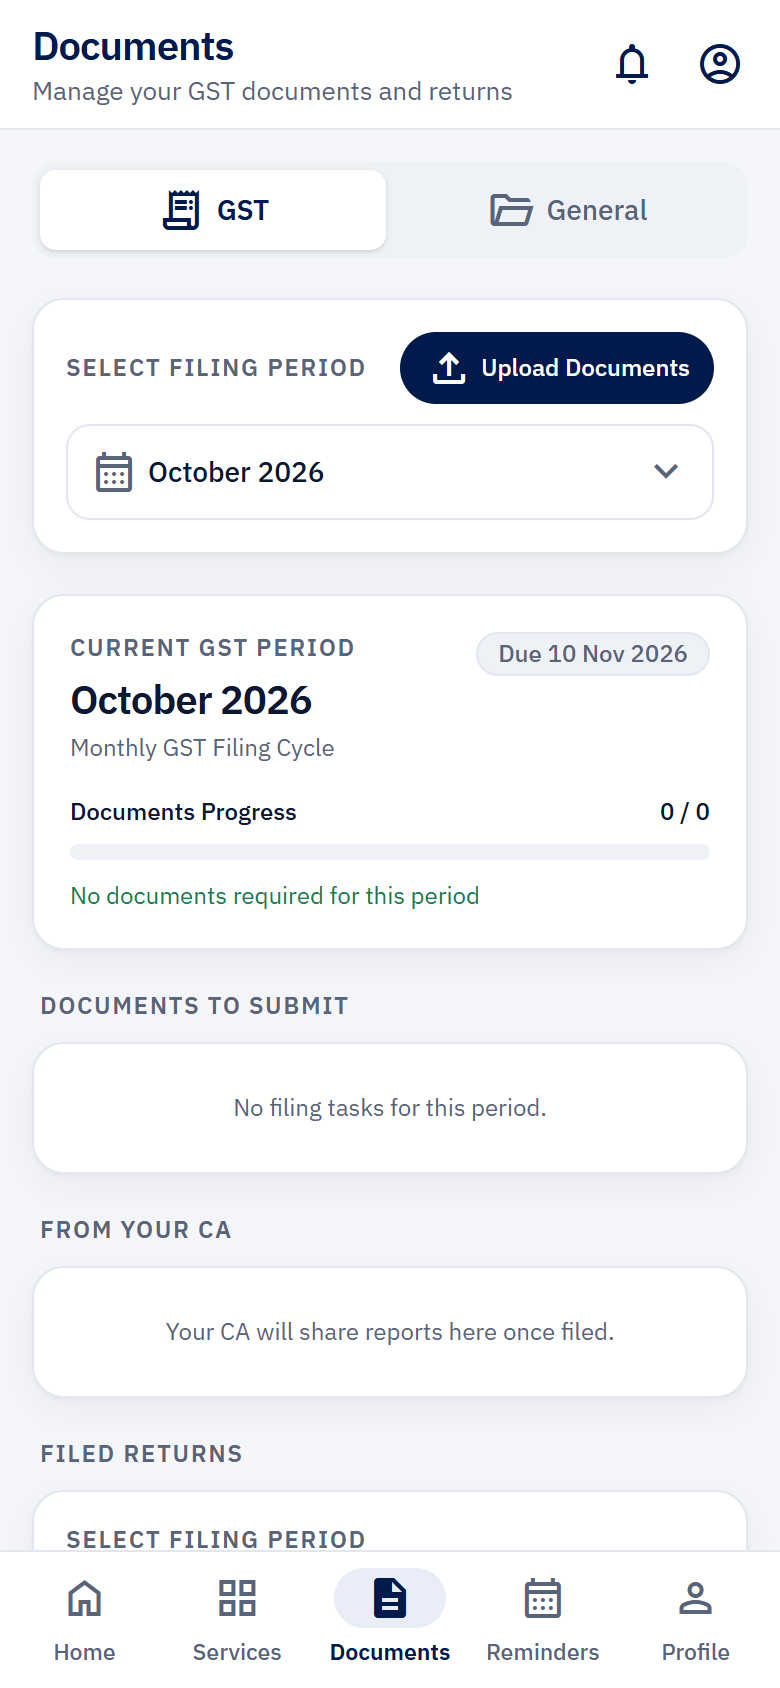 Documents
Manage your GST documents and returns
GST
General
SELECT FILING PERIOD
Upload Documents
October 2026
CURRENT GST PERIOD
Due 10 Nov 2026
October 2026
Monthly GST Filing Cycle
Documents Progress
0 / 0
No documents required for this period
DOCUMENTS TO SUBMIT
No filing tasks for this period.
FROM YOUR CA
Your CA will share reports here once filed.
FILED RETURNS
SELECT FILING PERIOD
Home
Services
Documents
Reminders
Profile